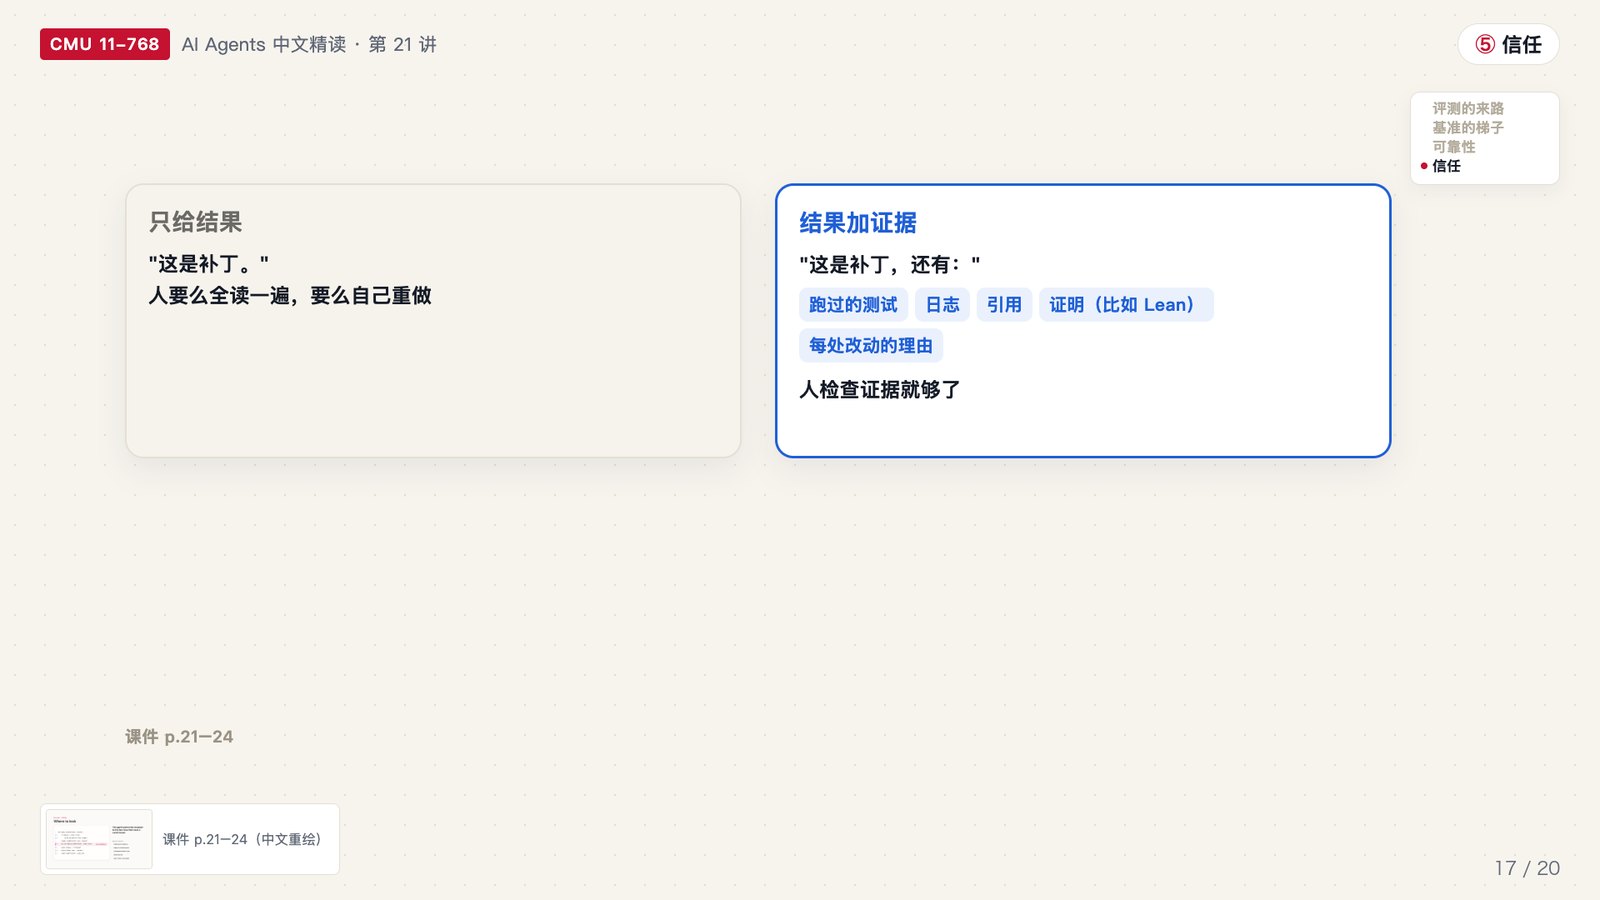 CMU 11-768 AI Agents 中文精读 · 第 21 讲
⑤ 信任
评测的来路
基准的梯子
可靠性
信任
只给结果
"这是补丁。"
人要么全读一遍，要么自己重做
结果加证据
"这是补丁，还有："
跑过的测试 日志 引用 证明（比如 Lean）
每处改动的理由
人检查证据就够了
课件 p.21—24
课件 p.21—24（中文重绘）
17 / 20